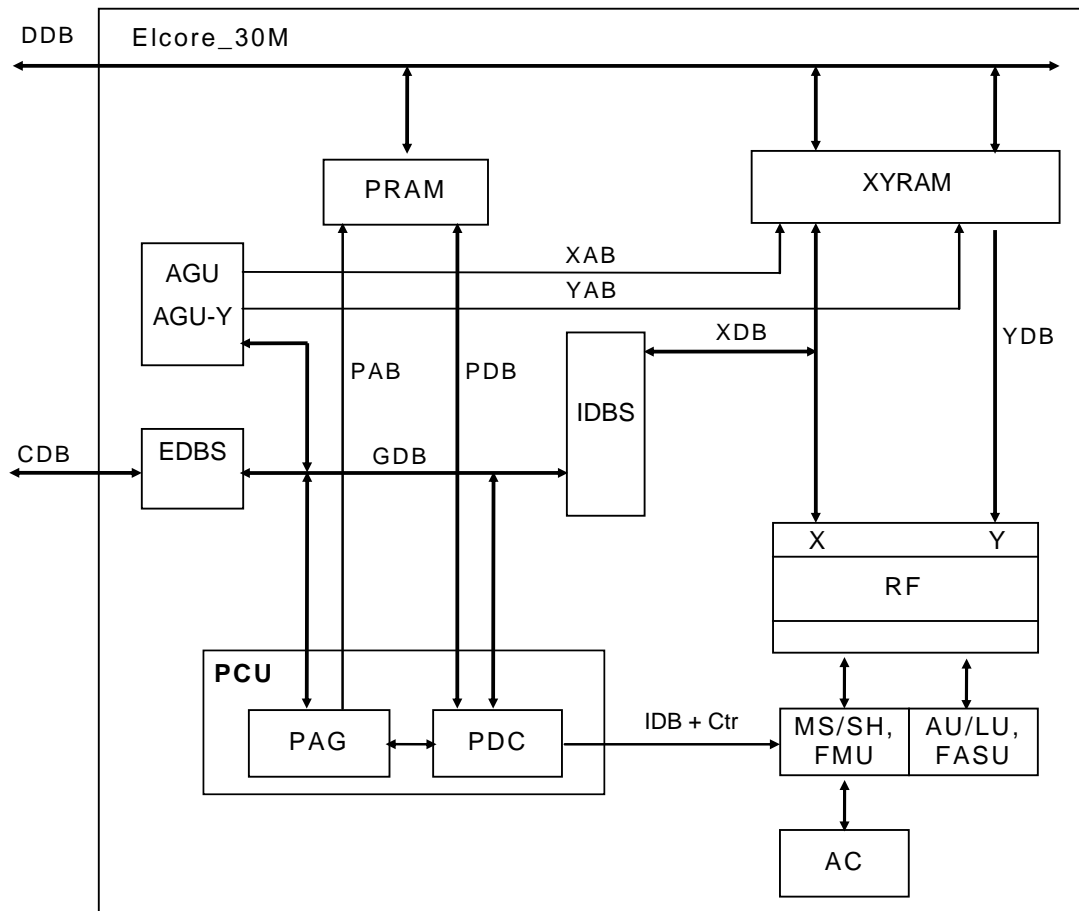 DDB
Elcore_30M
PRAM
XYRAM
AGU
AGU-Y
XAB
YAB
XDB
YDB
PAB
PDB
IDBS
CDB
EDBS
GDB
X
Y
RF
PCU
PAG
PDC
IDB + Ctr
MS/SH,
FMU
AU/LU,
FASU
AC